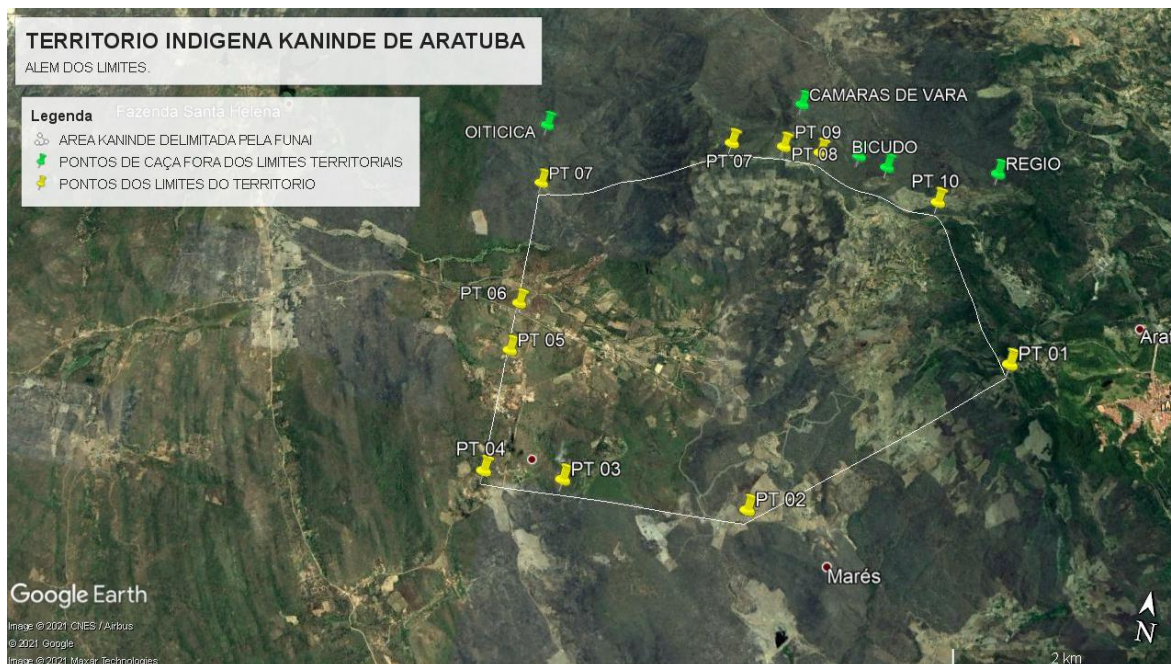 TERRITORIO INDIGENA KANINDE DE ARATUBA
ALEM DOS LIMITES.
Fazenda Santa Helena
Legenda
AREA KANINDE DELIMITADA PELA FUNAI
PONTOS DE CAÇA FORA DOS LIMITES TERRITORIAIS
PONTOS DOS LIMITES DO TERRITORIO
CAMARAS DE VARA
OITICICA
PT 09
PT 07
PT 08
BICUDO
REGIO
PT 07
PT 10
PT 06
PT 05
PT 01
Arat
PT 04
PT 03
PT 02
Marés
Google Earth
Image © 2021 CNES / Airbus
© 2021 Google
Image © 2021 Maxar Technologies
N
2 km